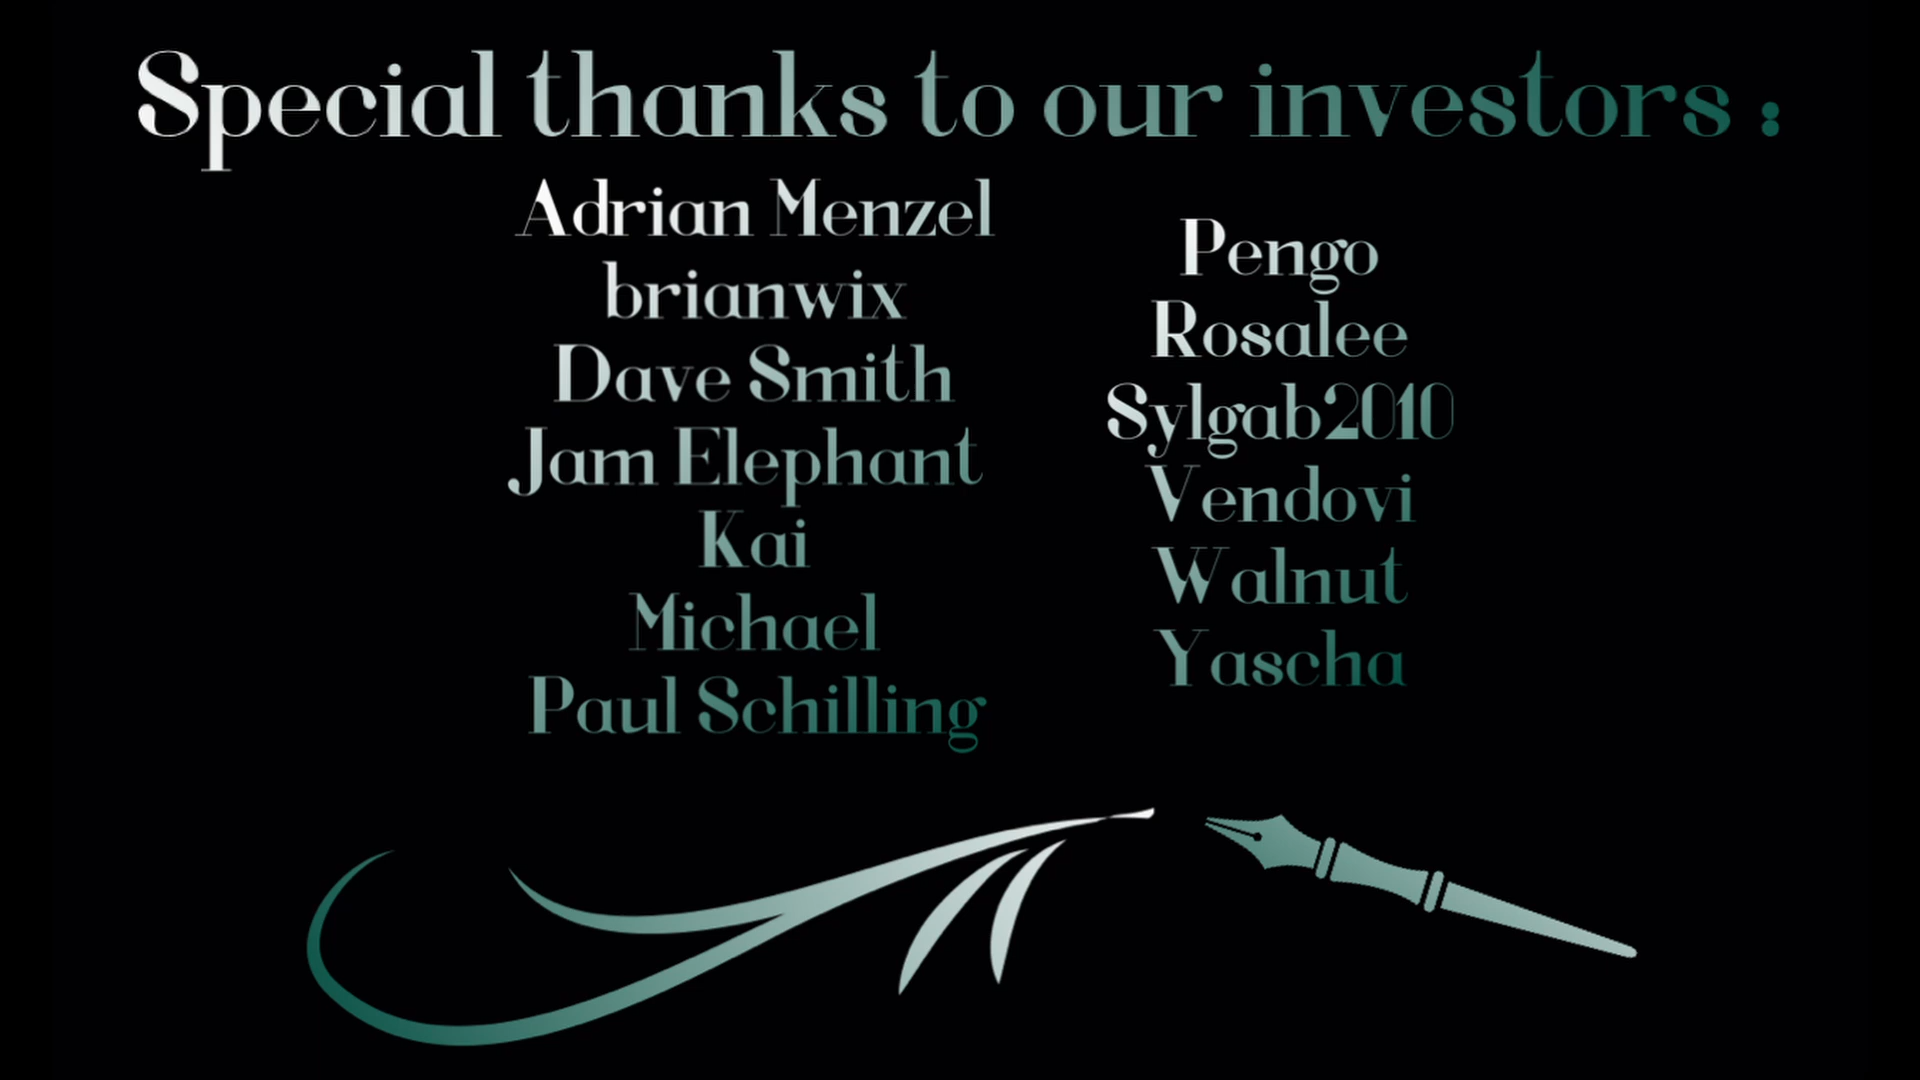 Special thanks to our investors :
Adrian Menzel
brianwix
Dave Smith
Jam Elephant
Kai
Michael
Paul Schilling
Pengo
Rosalee
Sylgab2010
Vendovi
Walnut
Yascha